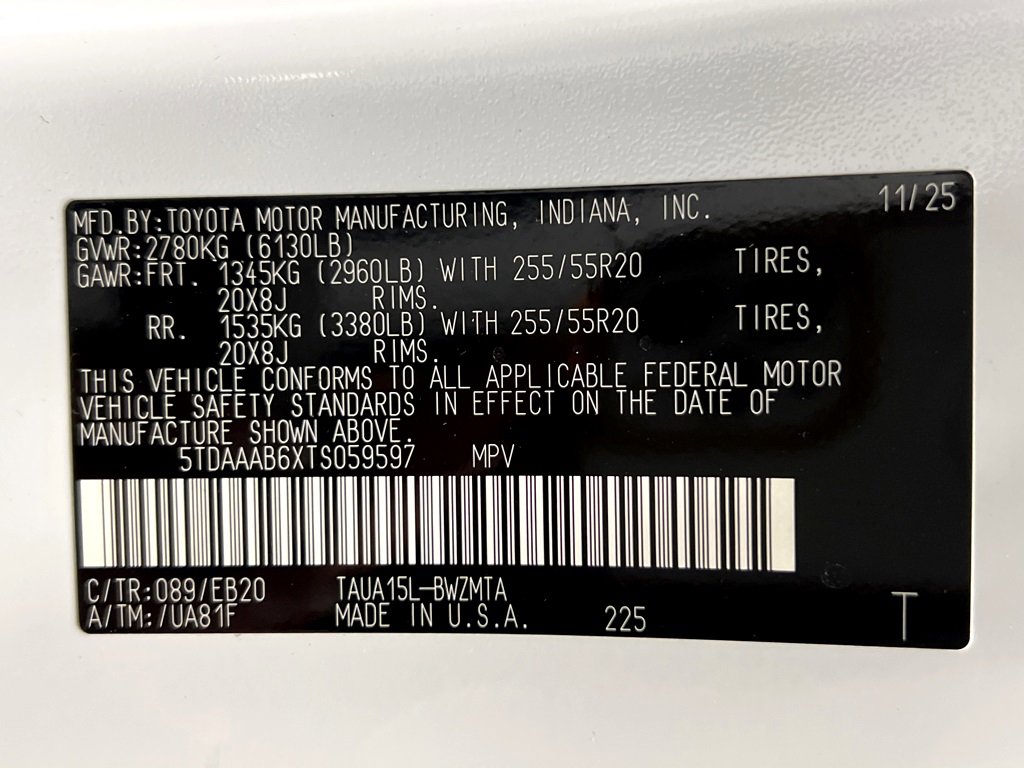 MFD.BY:TOYOTA MOTOR MANUFACTURING, INDIANA, INC. 11/25
GVWR:2780KG (6130LB)
GAWR:FRT. 1345KG (2960LB) WITH 255/55R20 TIRES,
20X8J RIMS.
RR. 1535KG (3380LB) WITH 255/55R20 TIRES,
20X8J RIMS.
THIS VEHICLE CONFORMS TO ALL APPLICABLE FEDERAL MOTOR
VEHICLE SAFETY STANDARDS IN EFFECT ON THE DATE OF
MANUFACTURE SHOWN ABOVE.
5TDAAAB6XTS059597 MPV
C/TR:089/EB20 TAUA15L-BWZMTA
A/TM:/UA81F MADE IN U.S.A. 225 T